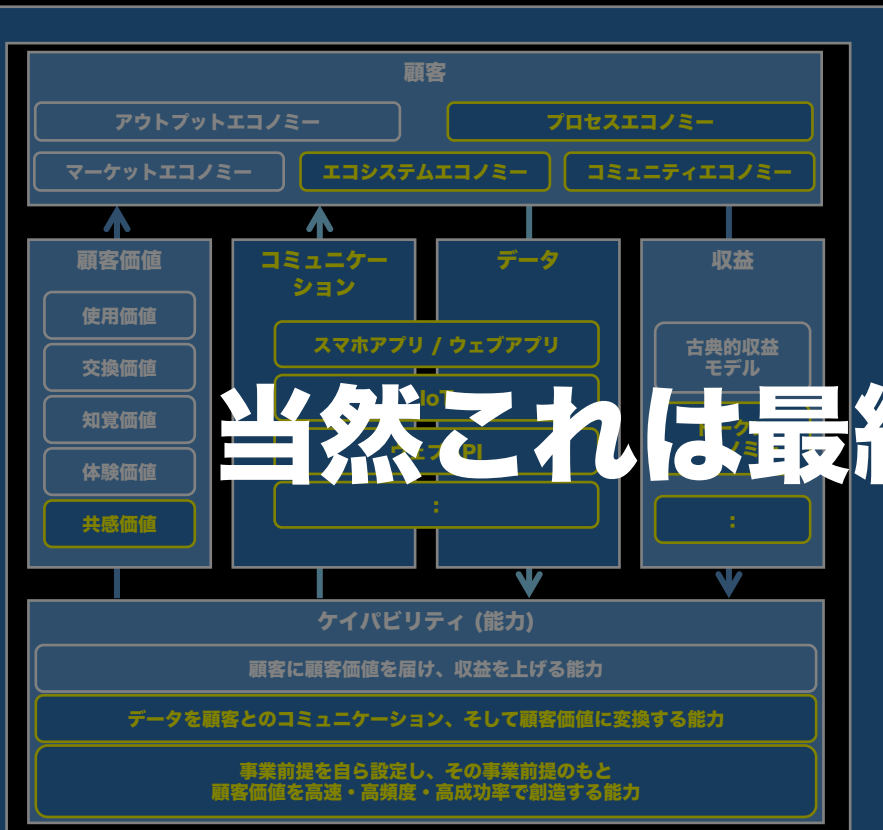 顧客
アウトプットエコノミー
プロセスエコノミー
マーケットエコノミー
エコシステムエコノミー
コミュニティエコノミー
顧客価値
使用価値
交換価値
知覚価値
体験価値
共感価値
コミュニケー
ション
データ
スマホアプリ / ウェブアプリ
IoT
:
収益
古典的収益
モデル
:
当然これは最
ケイパビリティ (能力)
顧客に顧客価値を届け、収益を上げる能力
データを顧客とのコミュニケーション、そして顧客価値に変換する能力
事業前提を自ら設定し、その事業前提のもと
顧客価値を高速・高頻度・高成功率で創造する能力